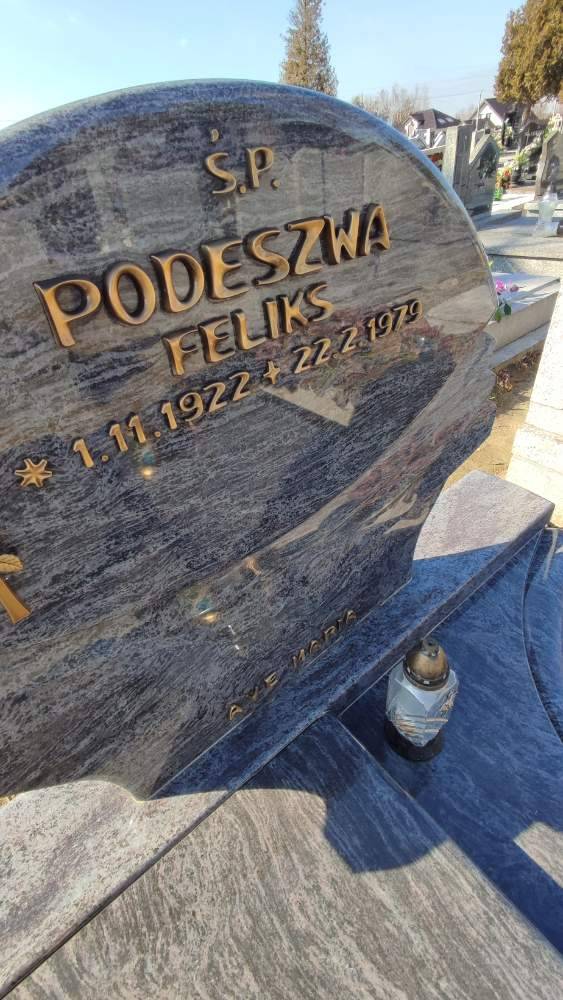 Ś.P.
PODESZWA
FELIKS
* 1.11.1922 + 22.2.1979
AVE MARIA